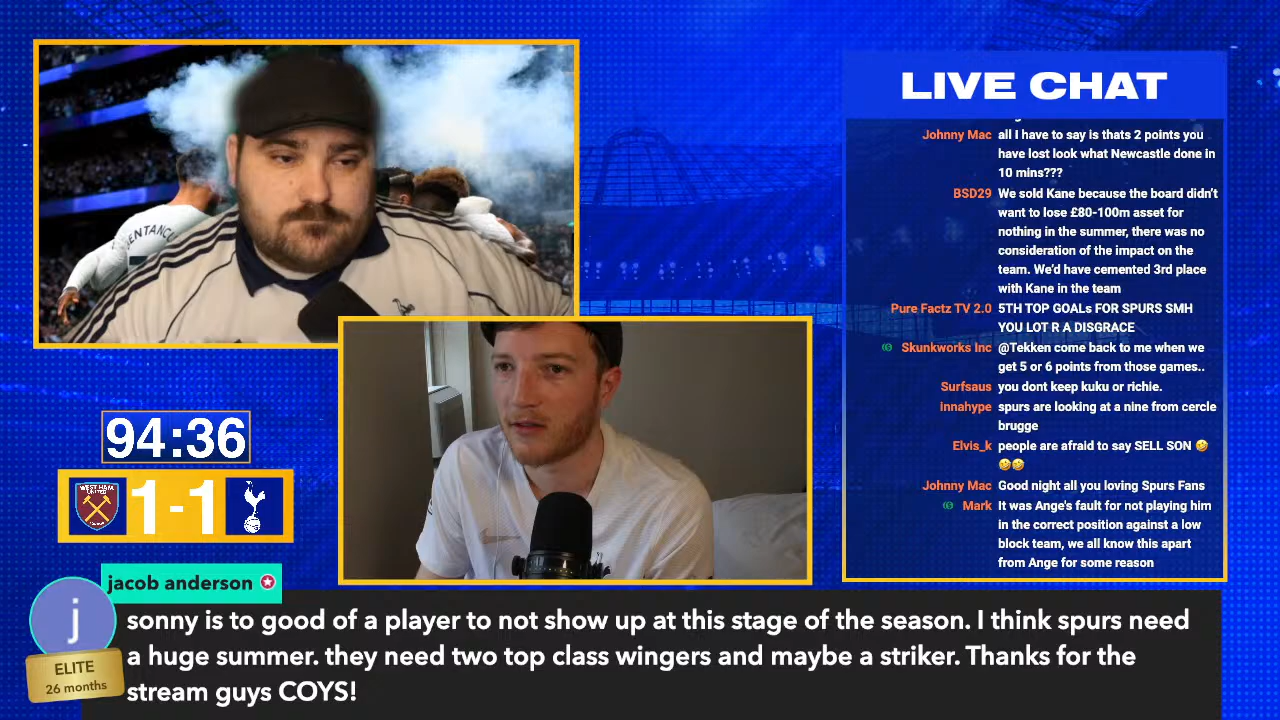 LIVE CHAT
Johnny Mac all I have to say is thats 2 points you
have lost look what Newcastle done in
10 mins???
BSD29 We sold Kane because the board didn't
want to lose £80-100m asset for
nothing in the summer, there was no
consideration of the impact on the
team. We'd have cemented 3rd place
with Kane in the team
Pure Factz TV 2.0 5TH TOP GOALs FOR SPURS SMH
YOU LOT R A DISGRACE
Skunkworks Inc @Tekken come back to me when we
get 5 or 6 points from those games..
Surfsaus you dont keep kuku or richie.
innahype spurs are looking at a nine from cercle
brugge
Elvis_k people are afraid to say SELL SON 🤣
🤣🤣
Johnny Mac Good night all you loving Spurs Fans
Mark It was Ange's fault for not playing him
in the correct position against a low
block team, we all know this apart
from Ange for some reason
BENTANCU
94:36
WEST HAM
UNITED
1-1
jacob anderson
j
ELITE
26 months
sonny is to good of a player to not show up at this stage of the season. I think spurs need
a huge summer. they need two top class wingers and maybe a striker. Thanks for the
stream guys COYS!